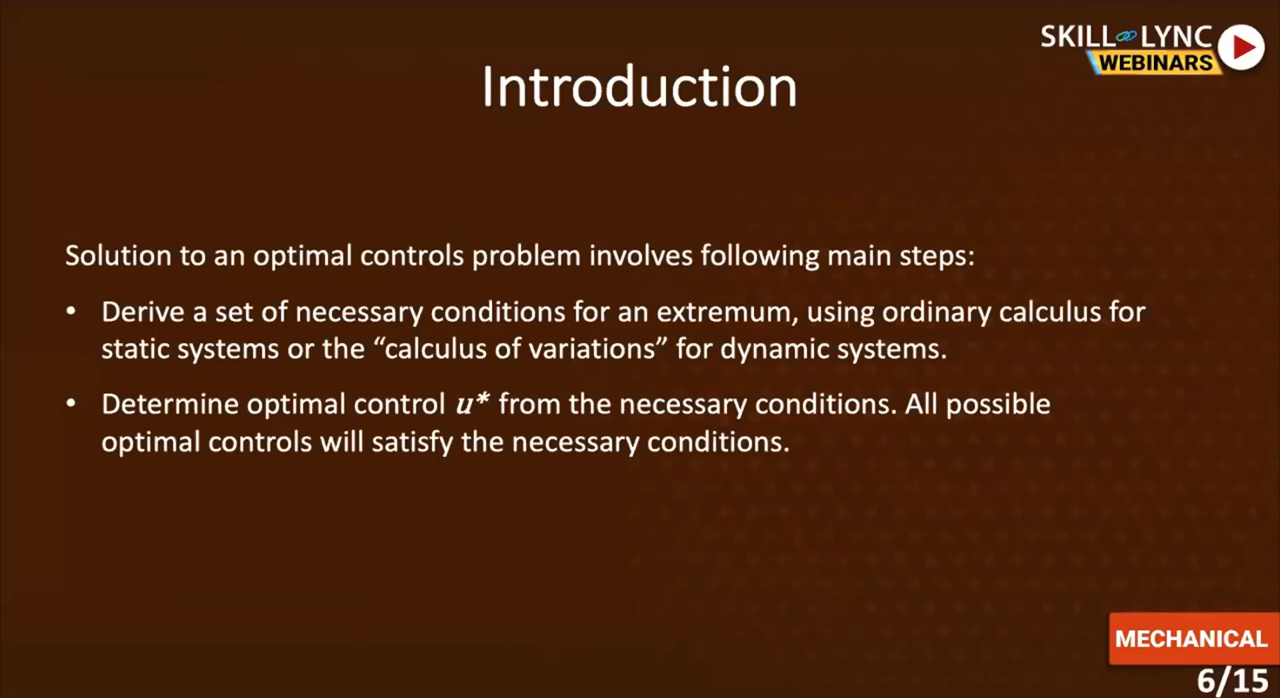 SKILL LYNC
WEBINARS
Introduction
Solution to an optimal controls problem involves following main steps:
• Derive a set of necessary conditions for an extremum, using ordinary calculus for
static systems or the “calculus of variations” for dynamic systems.
• Determine optimal control u* from the necessary conditions. All possible
optimal controls will satisfy the necessary conditions.
MECHANICAL
6/15